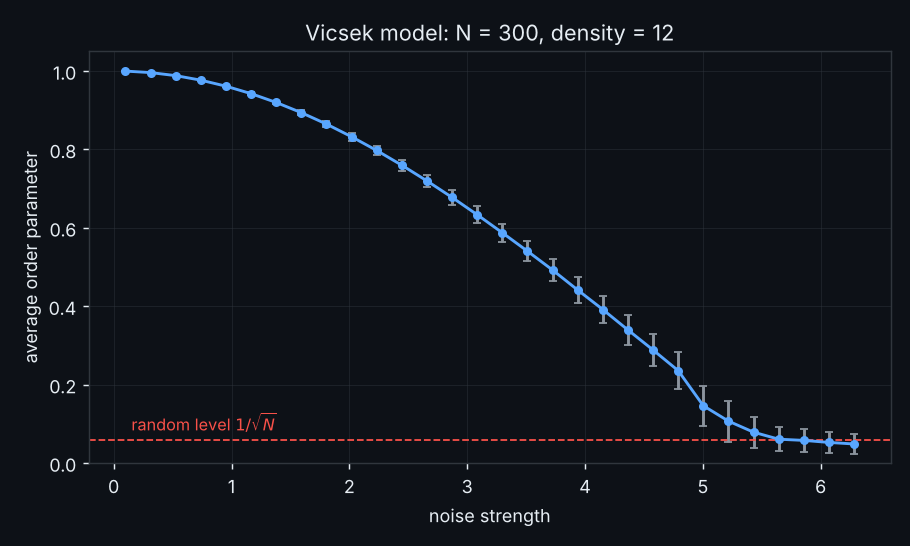 Vicsek model: N = 300, density = 12
average order parameter
1.0
0.8
0.6
0.4
0.2
0.0
random level 1/√N
0 1 2 3 4 5 6
noise strength